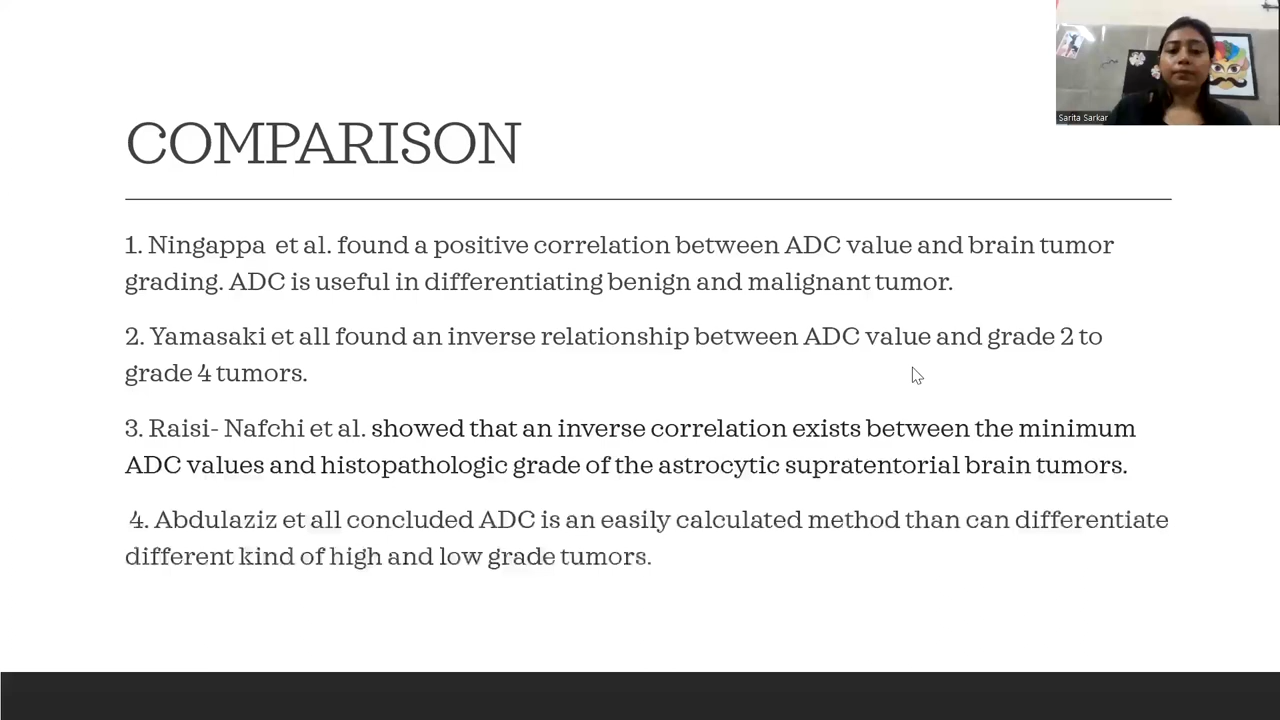 Sarita Sarkar
COMPARISON
1. Ningappa et al. found a positive correlation between ADC value and brain tumor
grading. ADC is useful in differentiating benign and malignant tumor.
2. Yamasaki et all found an inverse relationship between ADC value and grade 2 to
grade 4 tumors.
3. Raisi- Nafchi et al. showed that an inverse correlation exists between the minimum
ADC values and histopathologic grade of the astrocytic supratentorial brain tumors.
4. Abdulaziz et all concluded ADC is an easily calculated method than can differentiate
different kind of high and low grade tumors.